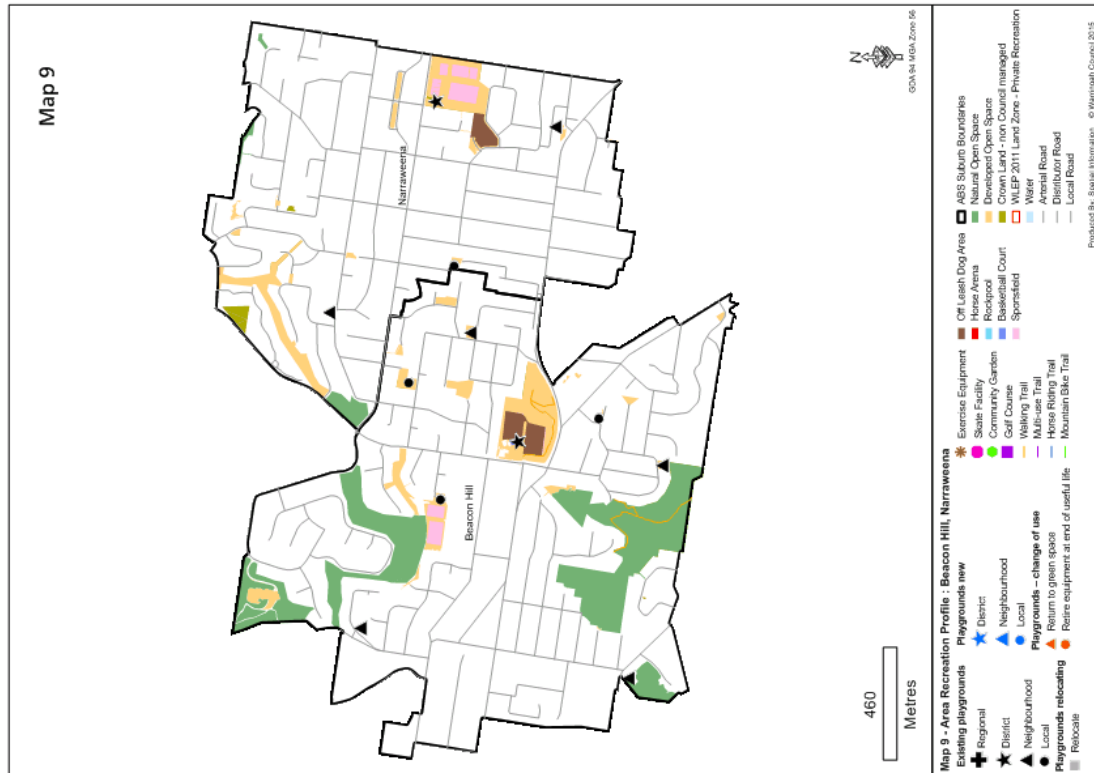 Map 9
N
GDA 94 MGA Zone 56
Narraweena
Beacon Hill
460
Metres
Map 9 - Area Recreation Profile : Beacon Hill, Narraweena
Existing playgrounds
Regional
District
Neighbourhood
Local
Playgrounds relocating
Relocate
Playgrounds new
District
Neighbourhood
Local
Playgrounds – change of use
Return to green space
Retire equipment at end of useful life
Exercise Equipment
Skate Facility
Community Garden
Golf Course
Walking Trail
Multi-use Trail
Horse Riding Trail
Mountain Bike Trail
Off Leash Dog Area
Horse Arena
Rockpool
Basketball Court
Sportsfield
ABS Suburb Boundaries
Natural Open Space
Developed Open Space
Crown Land - non Council managed
WLEP 2011 Land Zone - Private Recreation
Water
Arterial Road
Distributor Road
Local Road
Produced By: Spatial Information © Warringah Council 2015